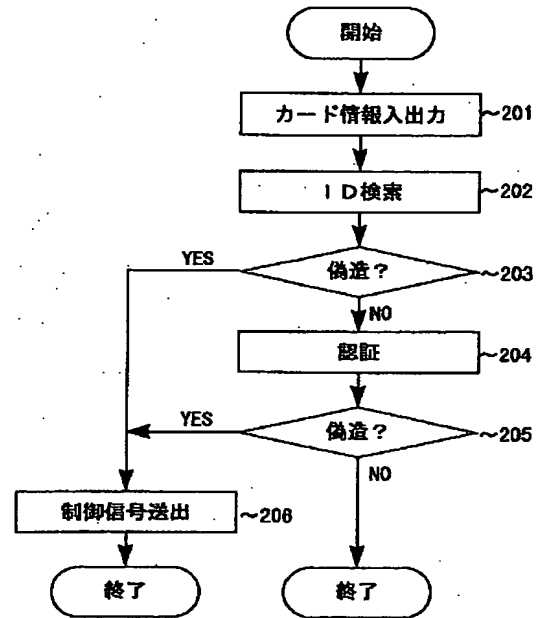 開始
カード情報入出力 ~201
ID検索 ~202
YES 偽造? ~203
NO
認証 ~204
YES 偽造? ~205
NO
制御信号送出 ~206
終了 終了